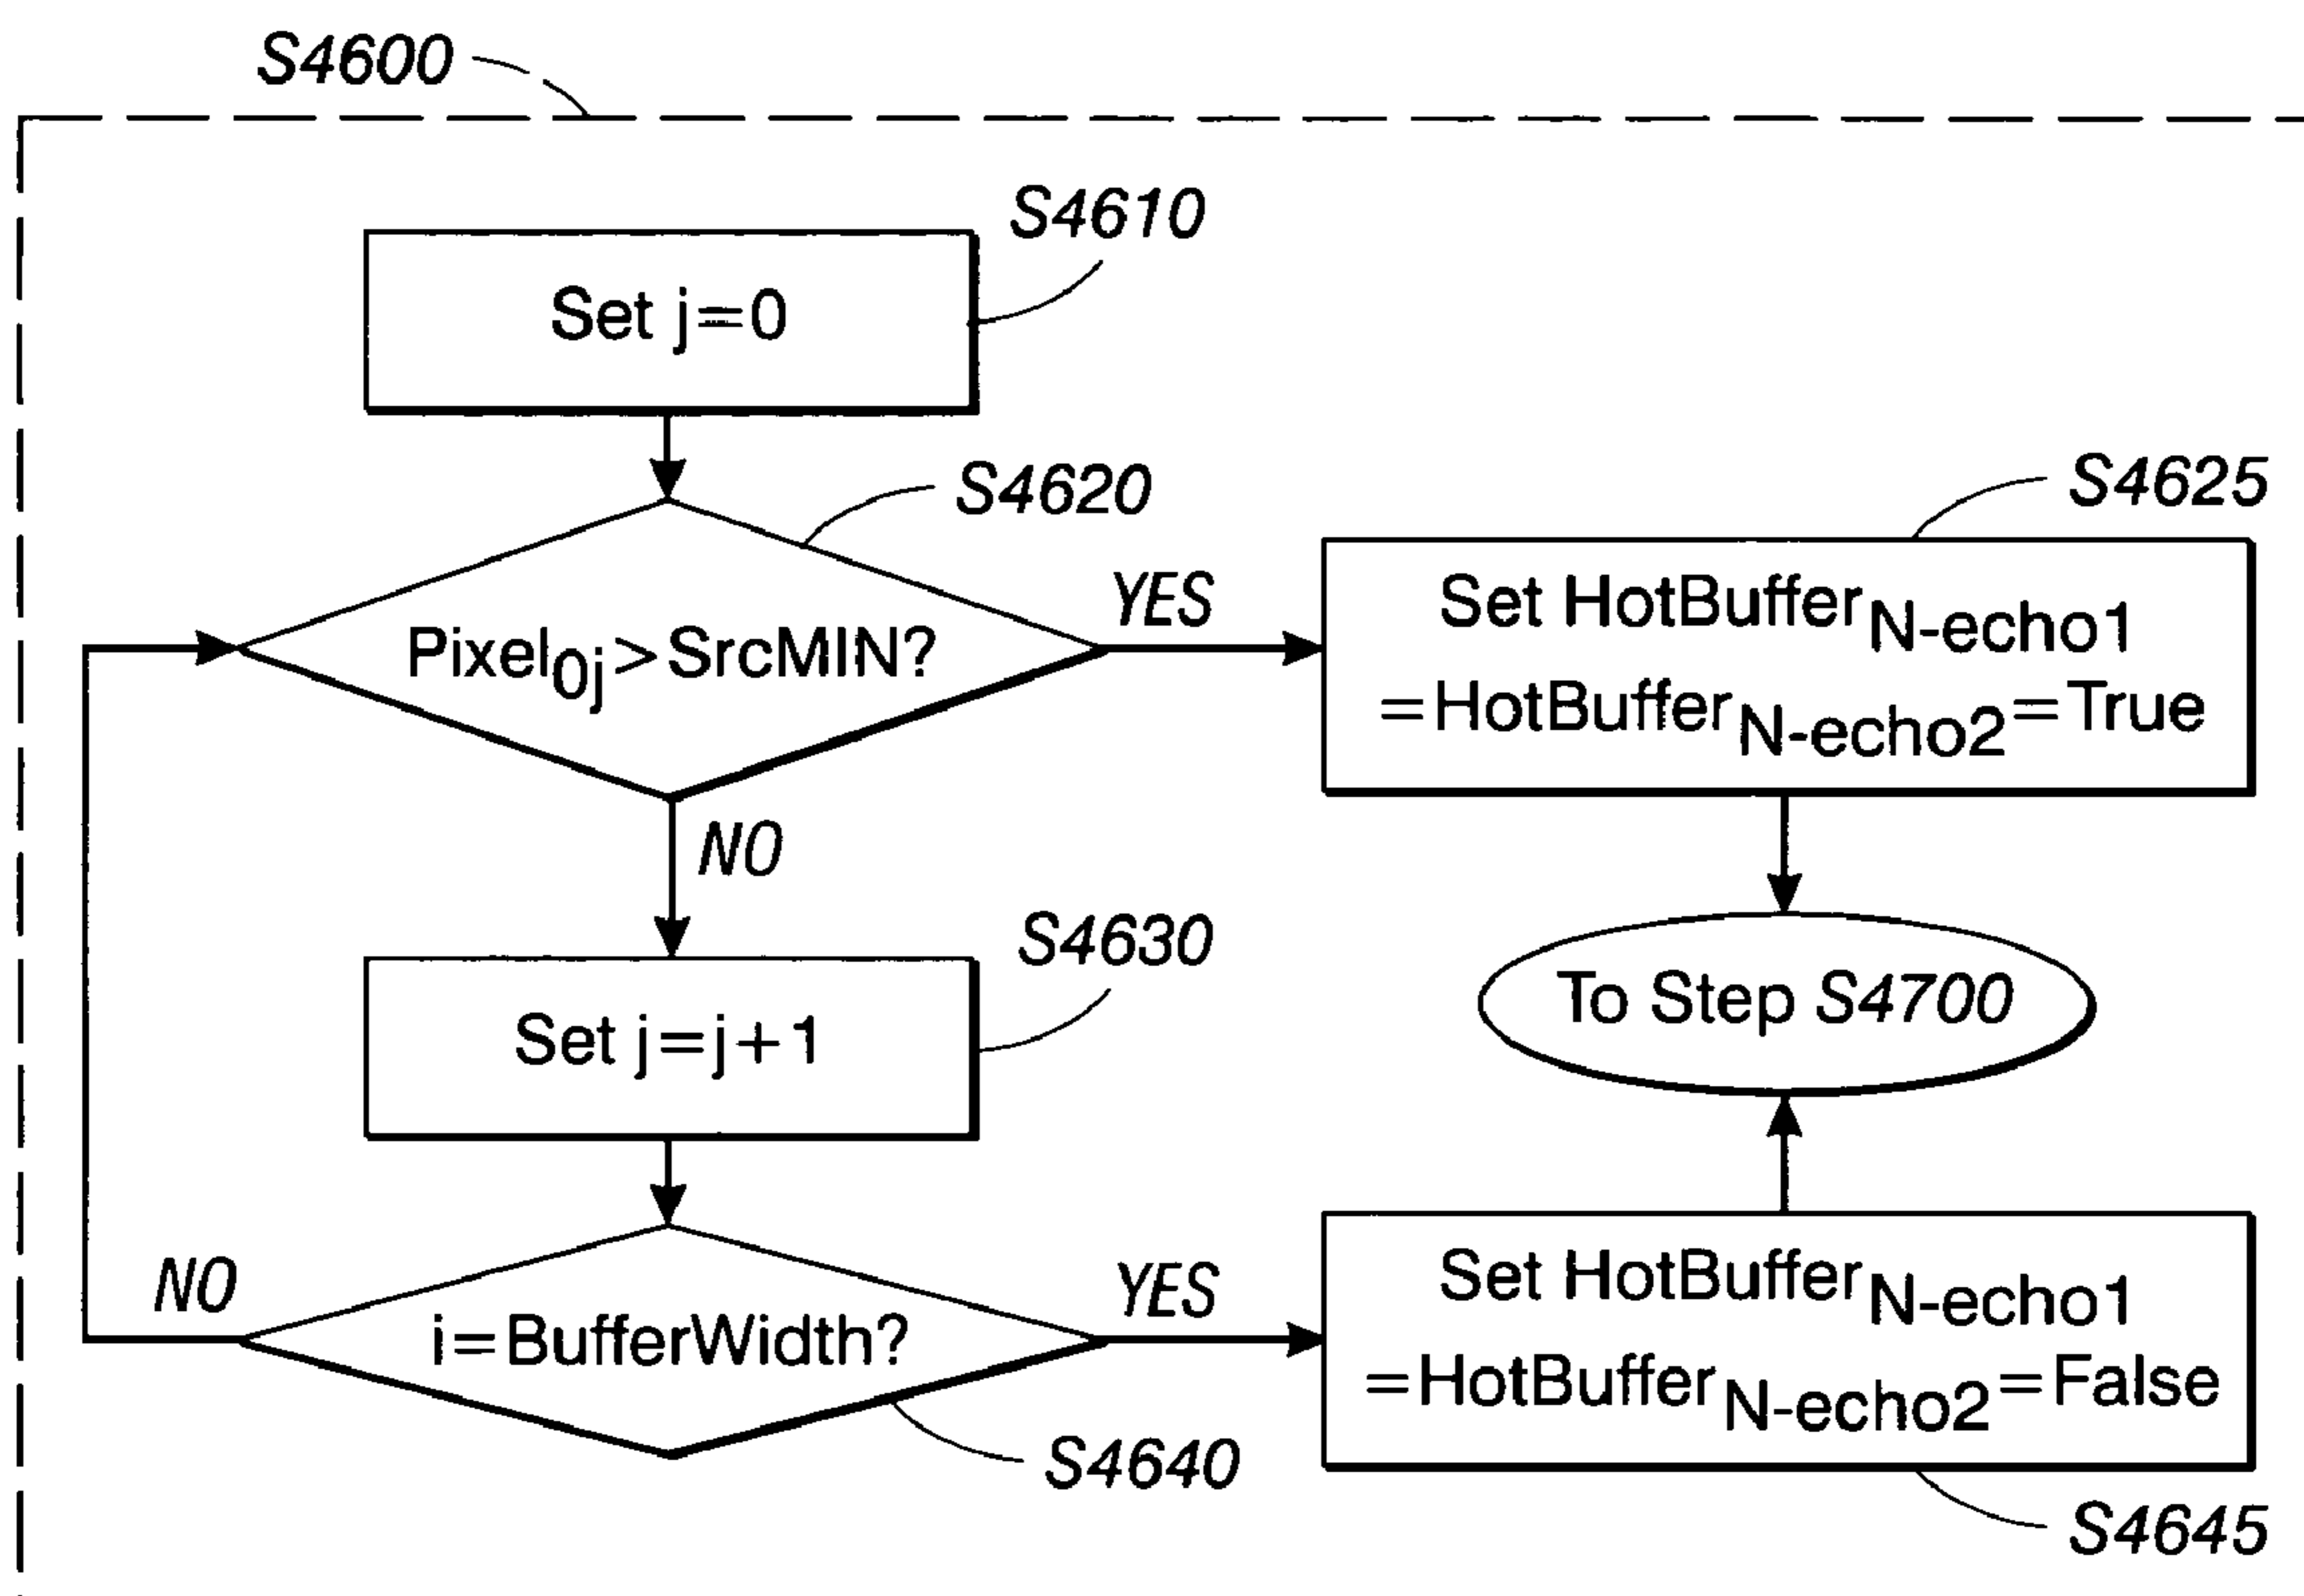 S4600
S4610
Set j=0
S4620
Pixel0j>SrcMIN?
YES
S4625
Set HotBufferN-echo1
=HotBufferN-echo2=True
NO
S4630
Set j=j+1
To Step S4700
NO
i=BufferWidth?
YES
S4640
Set HotBufferN-echo1
=HotBufferN-echo2=False
S4645